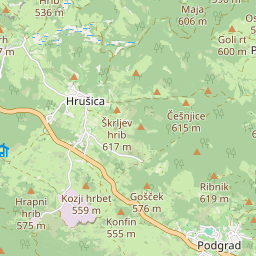 Hrib
536 m
Maja
606 m
Goli rt
600 m
Hrušica
Škrljev
hrib
617 m
Češnjice
615 m
Hrapni
hrib
575 m
Kozji hrbet
559 m
Gošček
576 m
Ribnik
619 m
Konfin
555 m
Podgrad